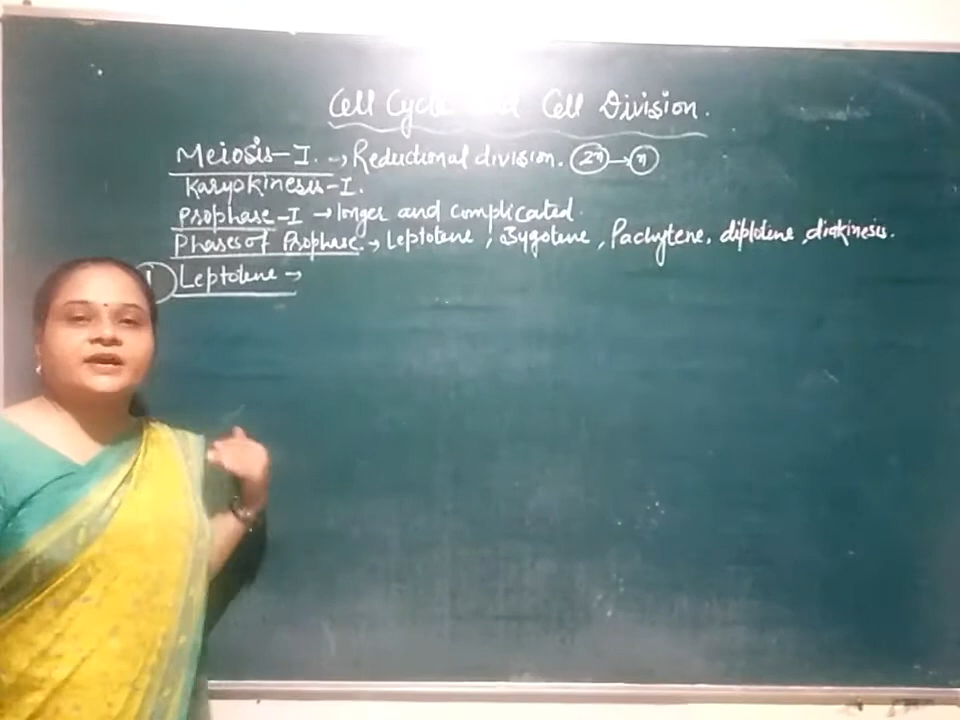 Cell Cycle and Cell Division.
Meiosis-I. → Reductional division. 2n → n
Karyokinesis-I.
Prophase-I → longer and complicated.
Phases of Prophase. → Leptotene, Zygotene, Pachytene, diplotene, diakinesis.
1 Leptotene →